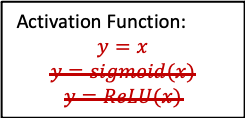 Activation Function:
y = x
y = sigmoid(x)
y = ReLU(x)